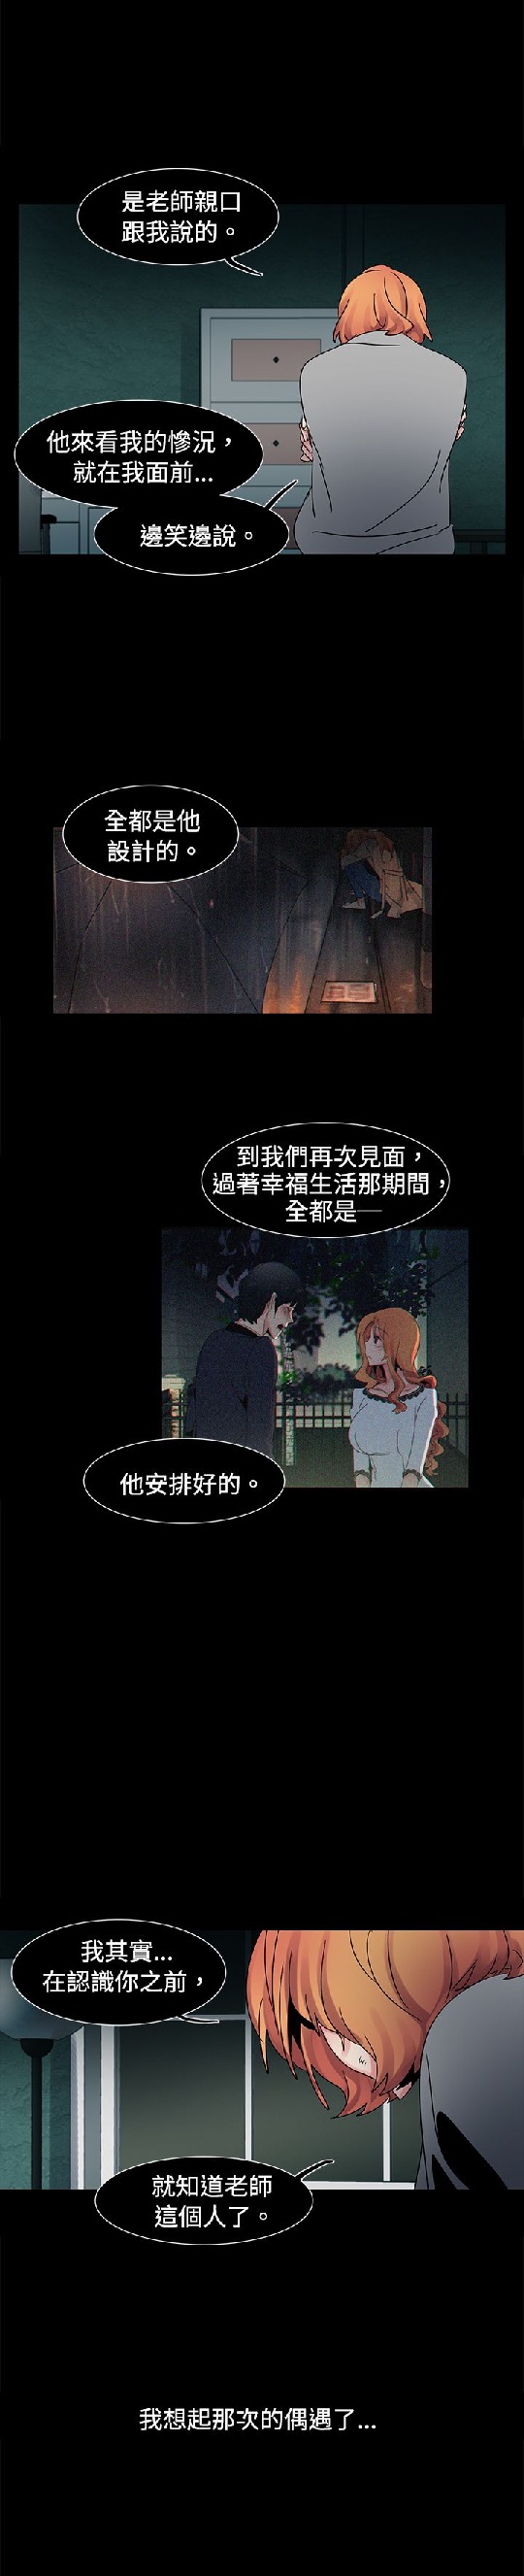 是老師親口
跟我說的。
他來看我的慘況，
就在我面前...
邊笑邊說。
全都是他
設計的。
到我們再次見面，
過著幸福生活那期間，
全都是—
他安排好的。
我其實...
在認識你之前，
就知道老師
這個人了。
我想起那次的偶遇了...